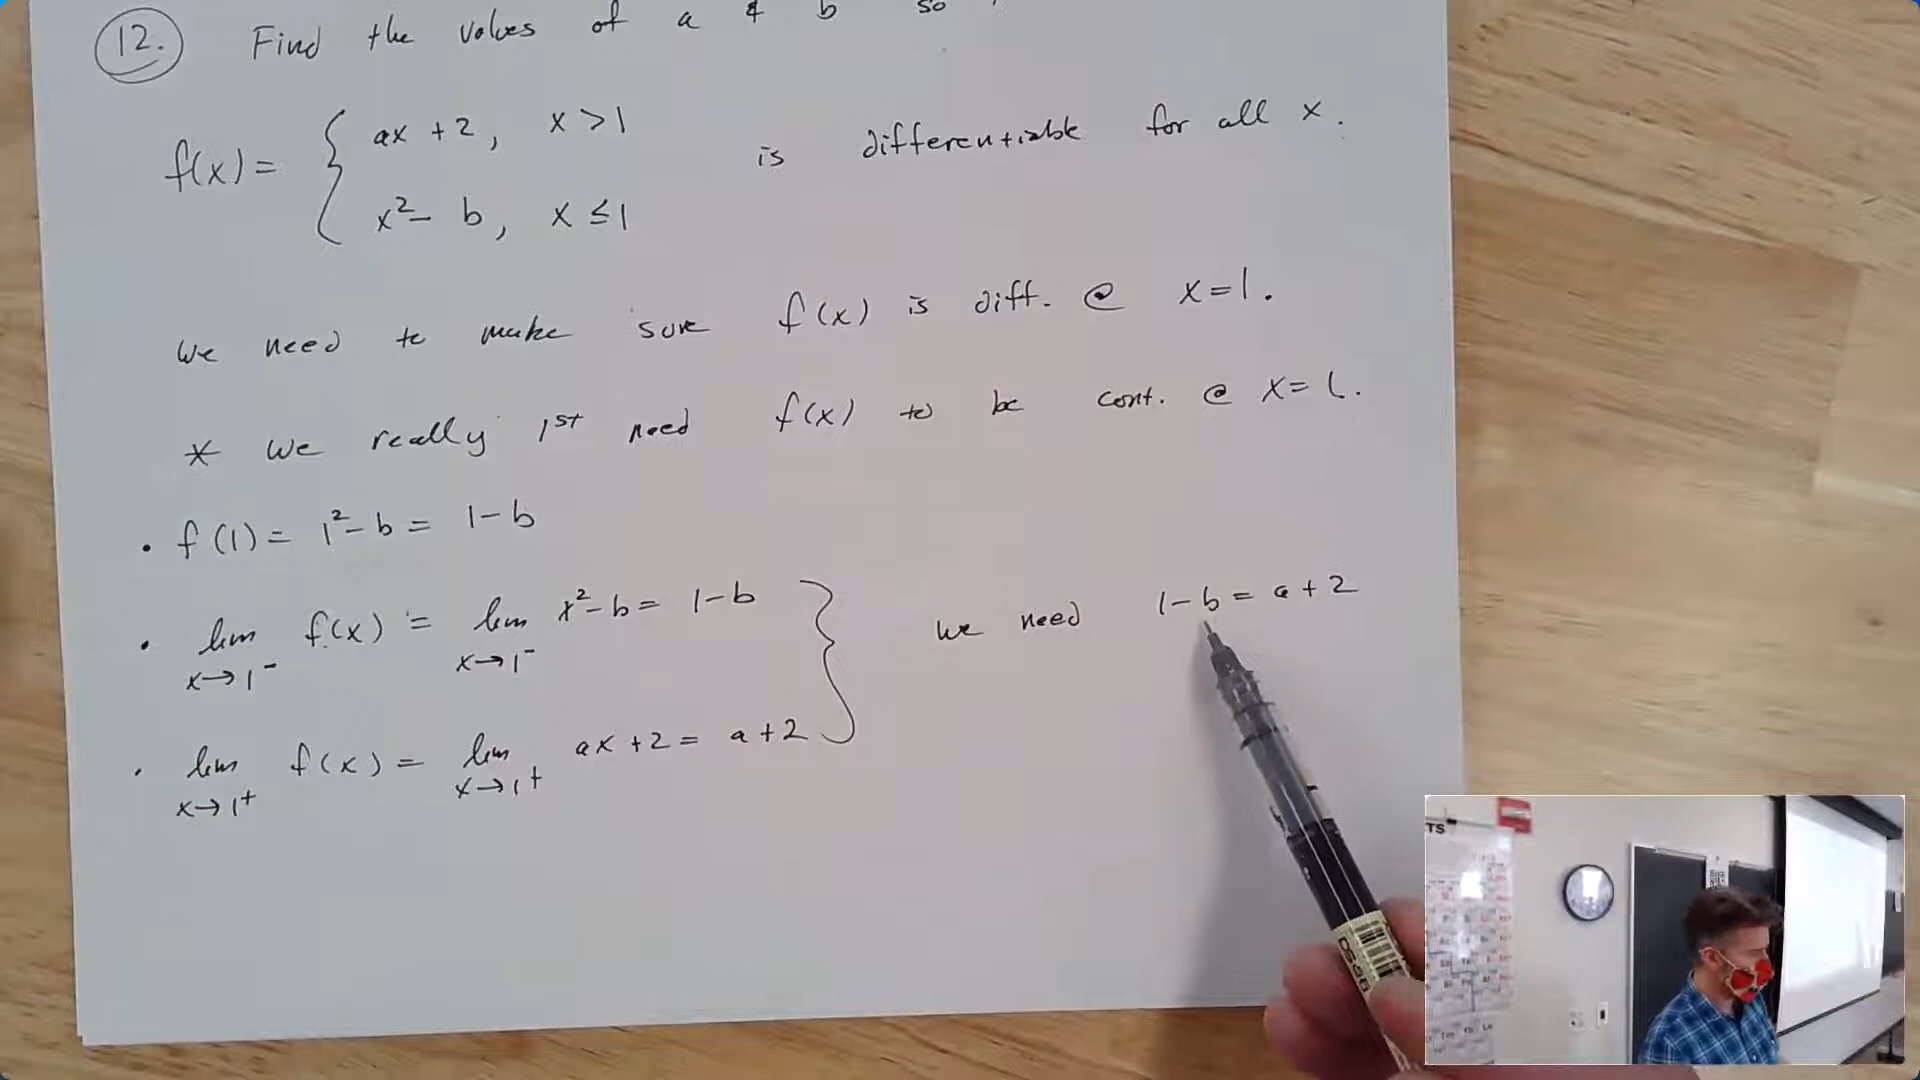 12. Find the values of a & b so
f(x) = { ax + 2, x > 1
x² - b, x ≤ 1
is differentiable for all x.
We need to make sure f(x) is diff. @ x = 1.
* We really 1st need f(x) to be cont. @ x = 1.
• f(1) = 1² - b = 1 - b
• lim x→1⁻ f(x) = lim x→1⁻ x² - b = 1 - b
• lim x→1⁺ f(x) = lim x→1⁺ ax + 2 = a + 2
We need 1 - b = a + 2
TS